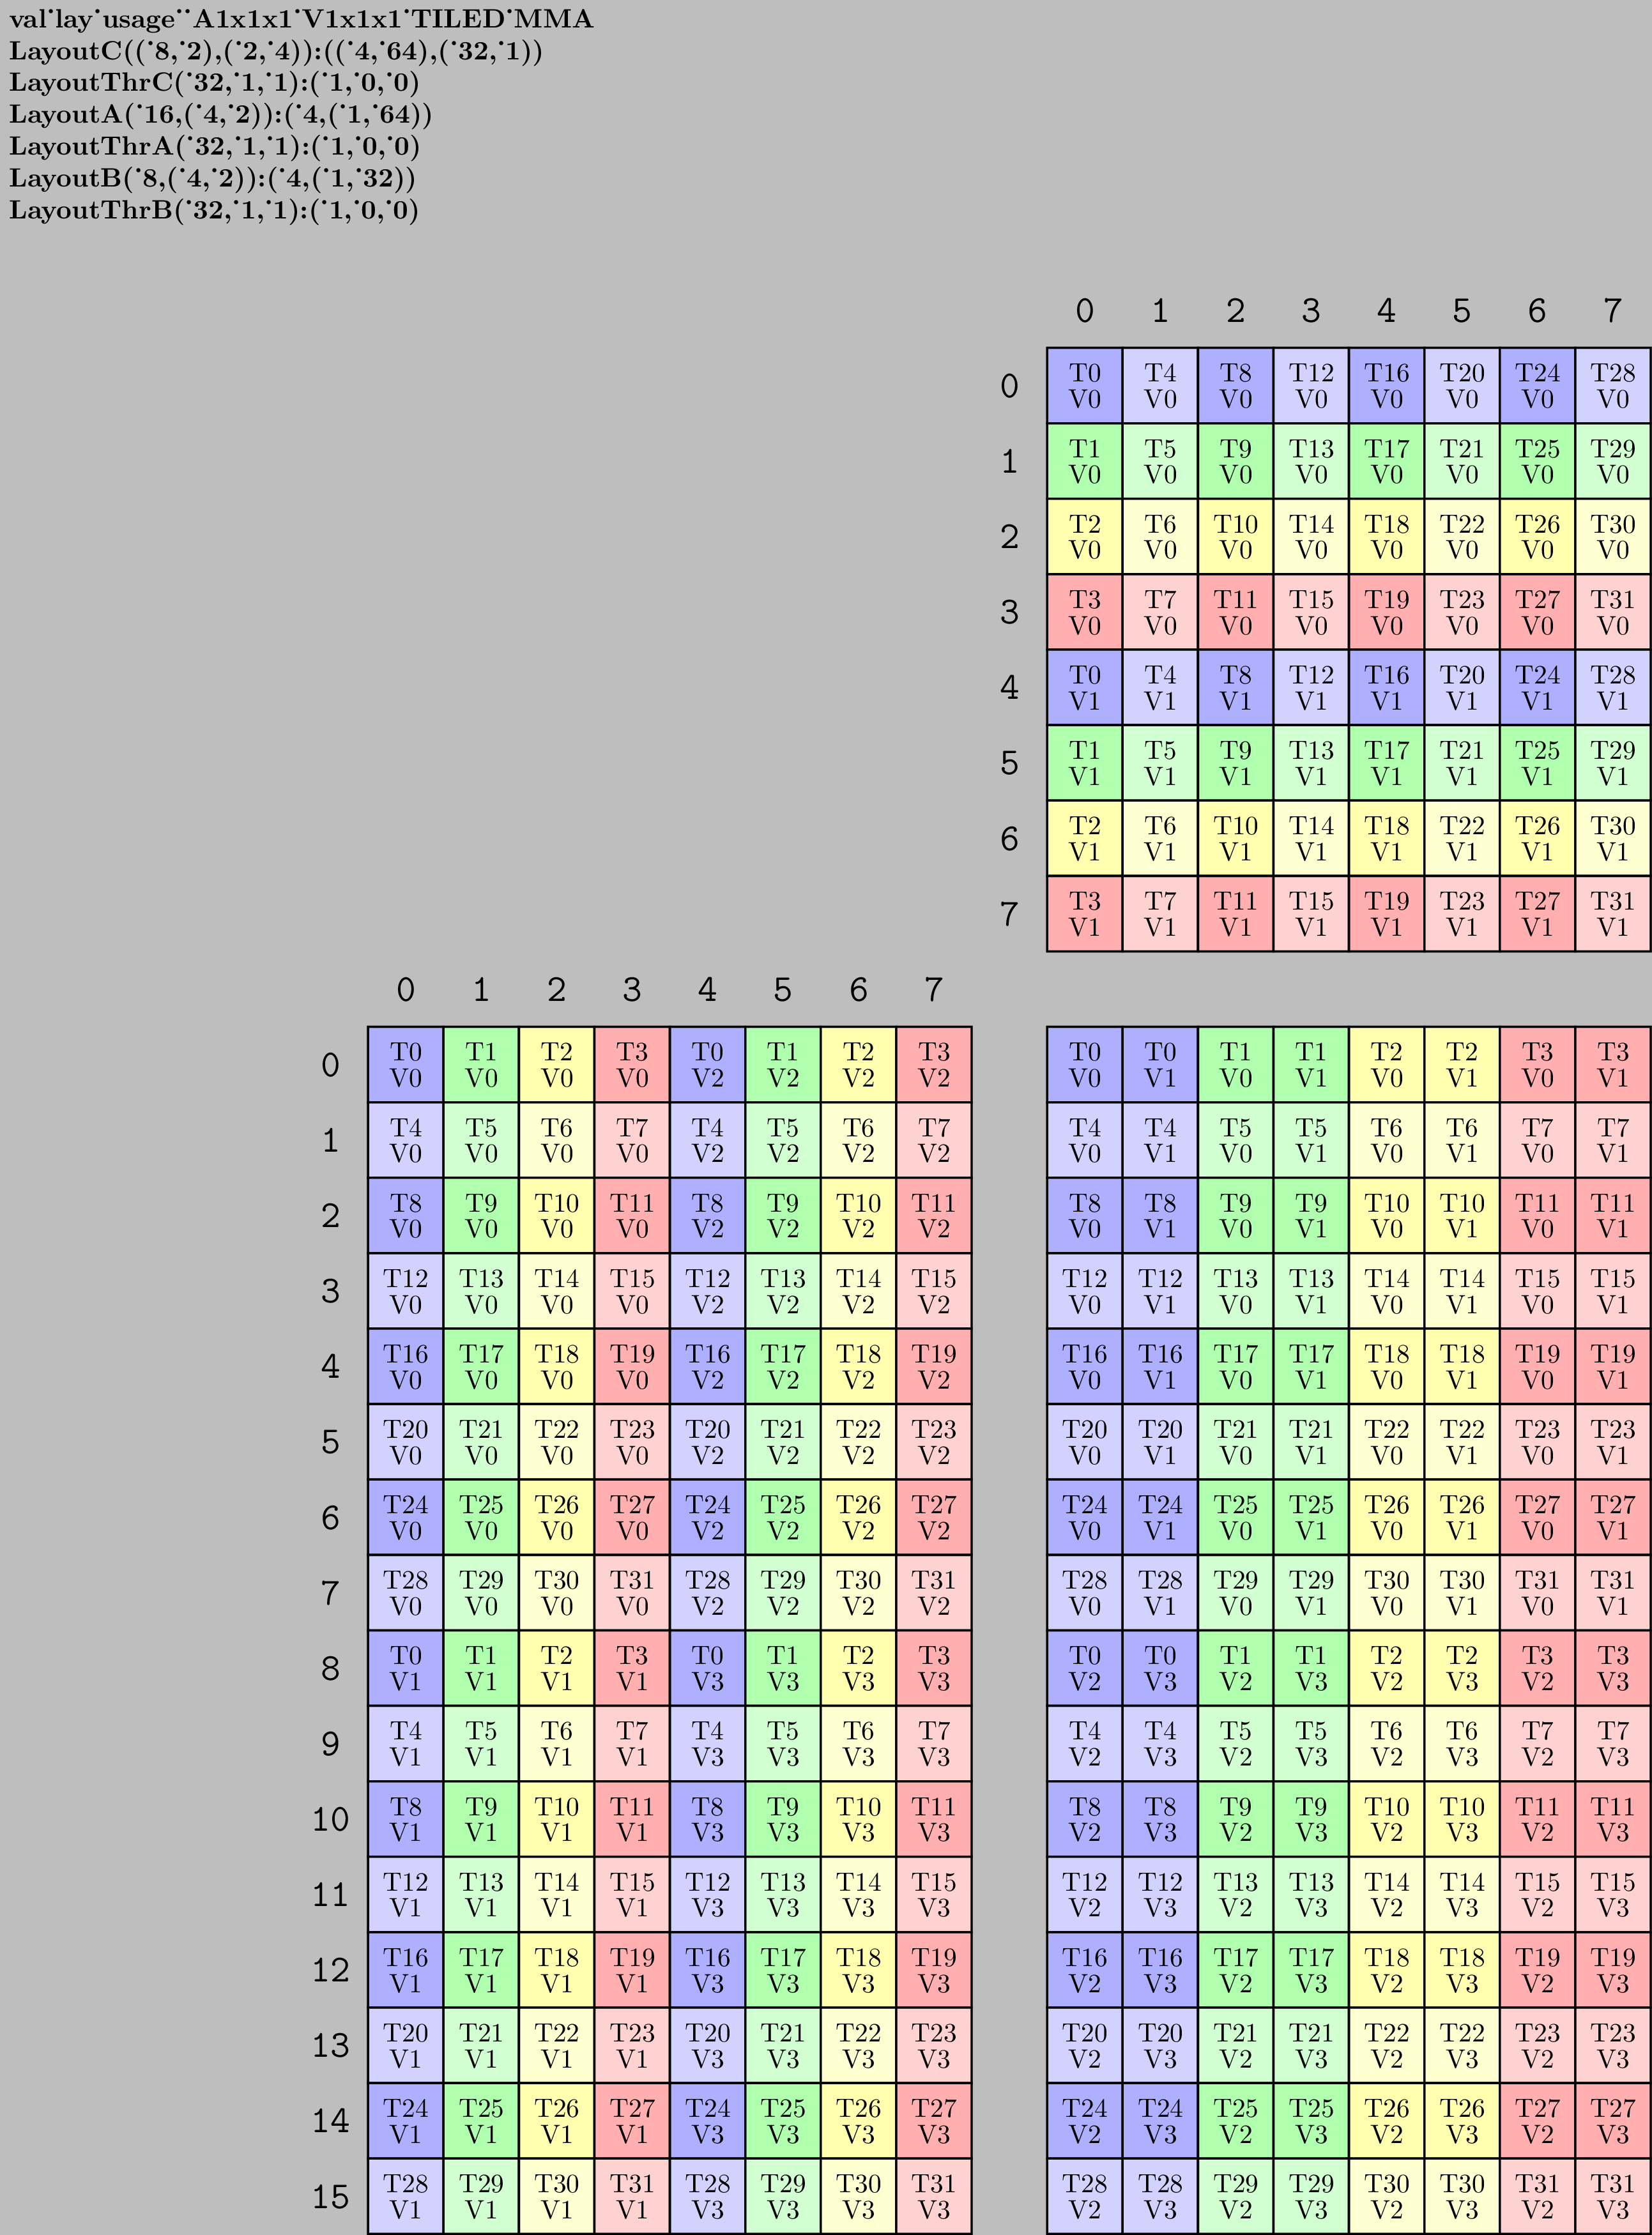 val˙lay˙usage˙˙A1x1x1˙V1x1x1˙TILED˙MMA
LayoutC((˙8,˙2),(˙2,˙4)):((˙4,˙64),(˙32,˙1))
LayoutThrC(˙32,˙1,˙1):(˙1,˙0,˙0)
LayoutA(˙16,(˙4,˙2)):(˙4,(˙1,˙64))
LayoutThrA(˙32,˙1,˙1):(˙1,˙0,˙0)
LayoutB(˙8,(˙4,˙2)):(˙4,(˙1,˙32))
LayoutThrB(˙32,˙1,˙1):(˙1,˙0,˙0)
0 1 2 3 4 5 6 7
0 T0 T4 T8 T12 T16 T20 T24 T28
V0 V0 V0 V0 V0 V0 V0 V0
1 T1 T5 T9 T13 T17 T21 T25 T29
V0 V0 V0 V0 V0 V0 V0 V0
2 T2 T6 T10 T14 T18 T22 T26 T30
V0 V0 V0 V0 V0 V0 V0 V0
3 T3 T7 T11 T15 T19 T23 T27 T31
V0 V0 V0 V0 V0 V0 V0 V0
4 T0 T4 T8 T12 T16 T20 T24 T28
V1 V1 V1 V1 V1 V1 V1 V1
5 T1 T5 T9 T13 T17 T21 T25 T29
V1 V1 V1 V1 V1 V1 V1 V1
6 T2 T6 T10 T14 T18 T22 T26 T30
V1 V1 V1 V1 V1 V1 V1 V1
7 T3 T7 T11 T15 T19 T23 T27 T31
V1 V1 V1 V1 V1 V1 V1 V1
0 1 2 3 4 5 6 7
0 T0 T1 T2 T3 T0 T1 T2 T3 T0 T0 T1 T1 T2 T2 T3 T3
V0 V0 V0 V0 V2 V2 V2 V2 V0 V1 V0 V1 V0 V1 V0 V1
1 T4 T5 T6 T7 T4 T5 T6 T7 T4 T4 T5 T5 T6 T6 T7 T7
V0 V0 V0 V0 V2 V2 V2 V2 V0 V1 V0 V1 V0 V1 V0 V1
2 T8 T9 T10 T11 T8 T9 T10 T11 T8 T8 T9 T9 T10 T10 T11 T11
V0 V0 V0 V0 V2 V2 V2 V2 V0 V1 V0 V1 V0 V1 V0 V1
3 T12 T13 T14 T15 T12 T13 T14 T15 T12 T12 T13 T13 T14 T14 T15 T15
V0 V0 V0 V0 V2 V2 V2 V2 V0 V1 V0 V1 V0 V1 V0 V1
4 T16 T17 T18 T19 T16 T17 T18 T19 T16 T16 T17 T17 T18 T18 T19 T19
V0 V0 V0 V0 V2 V2 V2 V2 V0 V1 V0 V1 V0 V1 V0 V1
5 T20 T21 T22 T23 T20 T21 T22 T23 T20 T20 T21 T21 T22 T22 T23 T23
V0 V0 V0 V0 V2 V2 V2 V2 V0 V1 V0 V1 V0 V1 V0 V1
6 T24 T25 T26 T27 T24 T25 T26 T27 T24 T24 T25 T25 T26 T26 T27 T27
V0 V0 V0 V0 V2 V2 V2 V2 V0 V1 V0 V1 V0 V1 V0 V1
7 T28 T29 T30 T31 T28 T29 T30 T31 T28 T28 T29 T29 T30 T30 T31 T31
V0 V0 V0 V0 V2 V2 V2 V2 V0 V1 V0 V1 V0 V1 V0 V1
8 T0 T1 T2 T3 T0 T1 T2 T3 T0 T0 T1 T1 T2 T2 T3 T3
V1 V1 V1 V1 V3 V3 V3 V3 V2 V3 V2 V3 V2 V3 V2 V3
9 T4 T5 T6 T7 T4 T5 T6 T7 T4 T4 T5 T5 T6 T6 T7 T7
V1 V1 V1 V1 V3 V3 V3 V3 V2 V3 V2 V3 V2 V3 V2 V3
10 T8 T9 T10 T11 T8 T9 T10 T11 T8 T8 T9 T9 T10 T10 T11 T11
V1 V1 V1 V1 V3 V3 V3 V3 V2 V3 V2 V3 V2 V3 V2 V3
11 T12 T13 T14 T15 T12 T13 T14 T15 T12 T12 T13 T13 T14 T14 T15 T15
V1 V1 V1 V1 V3 V3 V3 V3 V2 V3 V2 V3 V2 V3 V2 V3
12 T16 T17 T18 T19 T16 T17 T18 T19 T16 T16 T17 T17 T18 T18 T19 T19
V1 V1 V1 V1 V3 V3 V3 V3 V2 V3 V2 V3 V2 V3 V2 V3
13 T20 T21 T22 T23 T20 T21 T22 T23 T20 T20 T21 T21 T22 T22 T23 T23
V1 V1 V1 V1 V3 V3 V3 V3 V2 V3 V2 V3 V2 V3 V2 V3
14 T24 T25 T26 T27 T24 T25 T26 T27 T24 T24 T25 T25 T26 T26 T27 T27
V1 V1 V1 V1 V3 V3 V3 V3 V2 V3 V2 V3 V2 V3 V2 V3
15 T28 T29 T30 T31 T28 T29 T30 T31 T28 T28 T29 T29 T30 T30 T31 T31
V1 V1 V1 V1 V3 V3 V3 V3 V2 V3 V2 V3 V2 V3 V2 V3